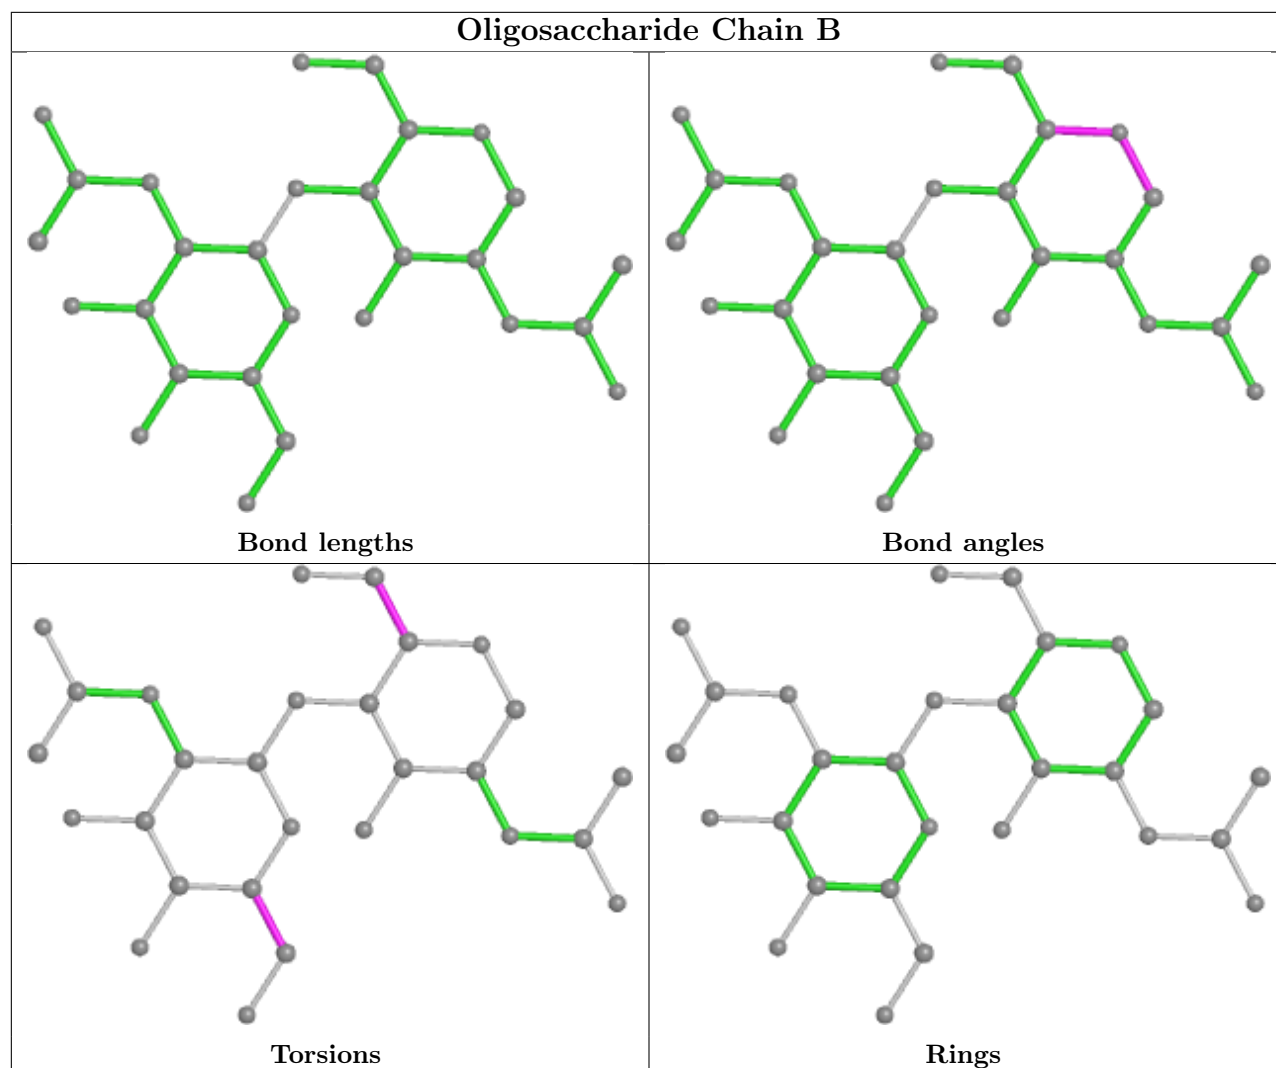 Oligosaccharide Chain B
Bond lengths
Bond angles
Torsions
Rings